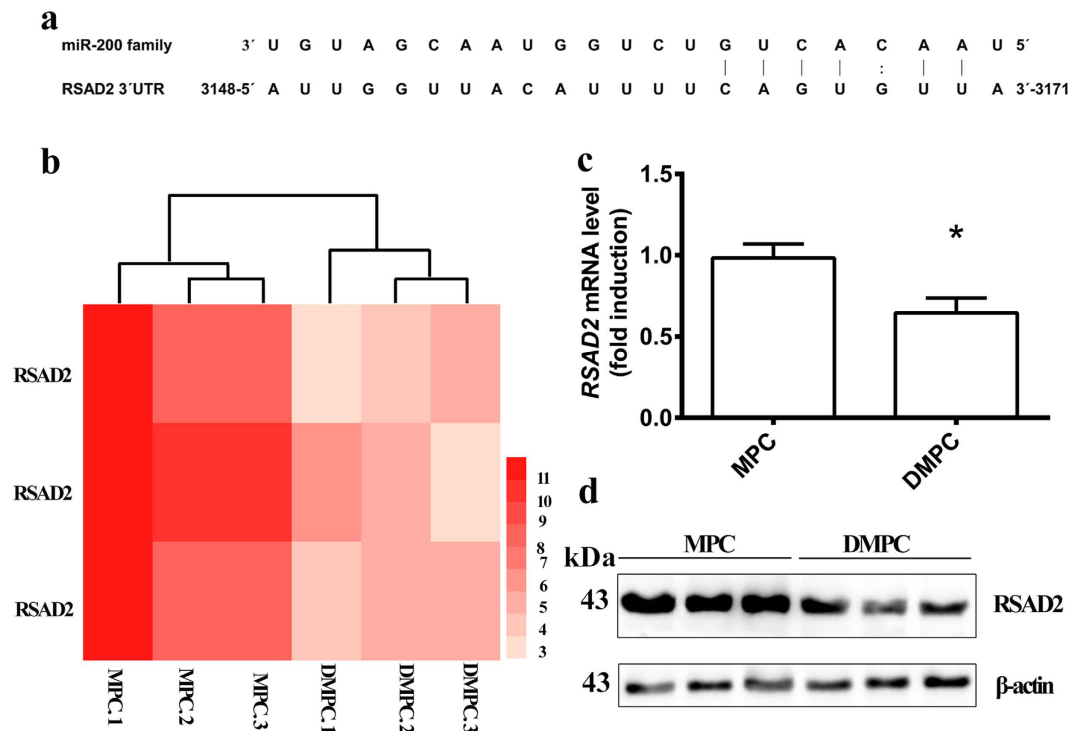 a
miR-200 family 3´ U G U A G C A A U G G U C U G U C A C A A U 5´
| | | | : | |
RSAD2 3´UTR 3148-5´ A U U G G U U A C A U U U U C A G U G U U A 3´-3171
b
RSAD2
RSAD2
RSAD2
11
10
9
8
7
6
5
4
3
MPC.1 MPC.2 MPC.3 DMPC.1 DMPC.2 DMPC.3
c
RSAD2 mRNA level
(fold induction)
1.5
1.0
0.5
0.0
*
MPC DMPC
d
kDa MPC DMPC
43 RSAD2
43 β-actin